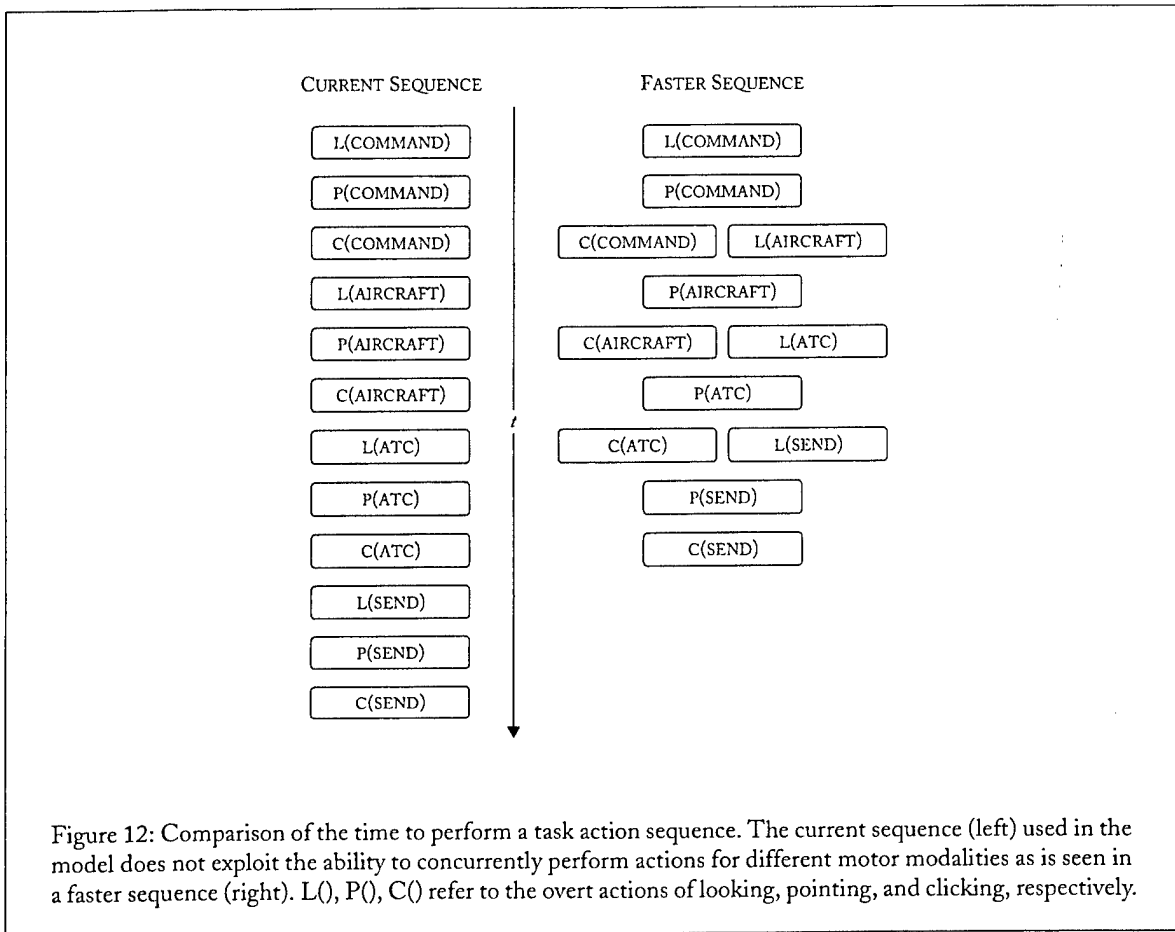 CURRENT SEQUENCE
FASTER SEQUENCE
L(COMMAND)
L(COMMAND)
P(COMMAND)
P(COMMAND)
C(COMMAND)
C(COMMAND)
L(AIRCRAFT)
L(AIRCRAFT)
P(AIRCRAFT)
P(AIRCRAFT)
C(AIRCRAFT)
L(ATC)
C(AIRCRAFT)
P(ATC)
t
L(ATC)
C(ATC)
L(SEND)
P(ATC)
P(SEND)
C(ATC)
C(SEND)
L(SEND)
P(SEND)
C(SEND)
Figure 12: Comparison of the time to perform a task action sequence. The current sequence (left) used in the
model does not exploit the ability to concurrently perform actions for different motor modalities as is seen in
a faster sequence (right). L(), P(), C() refer to the overt actions of looking, pointing, and clicking, respectively.